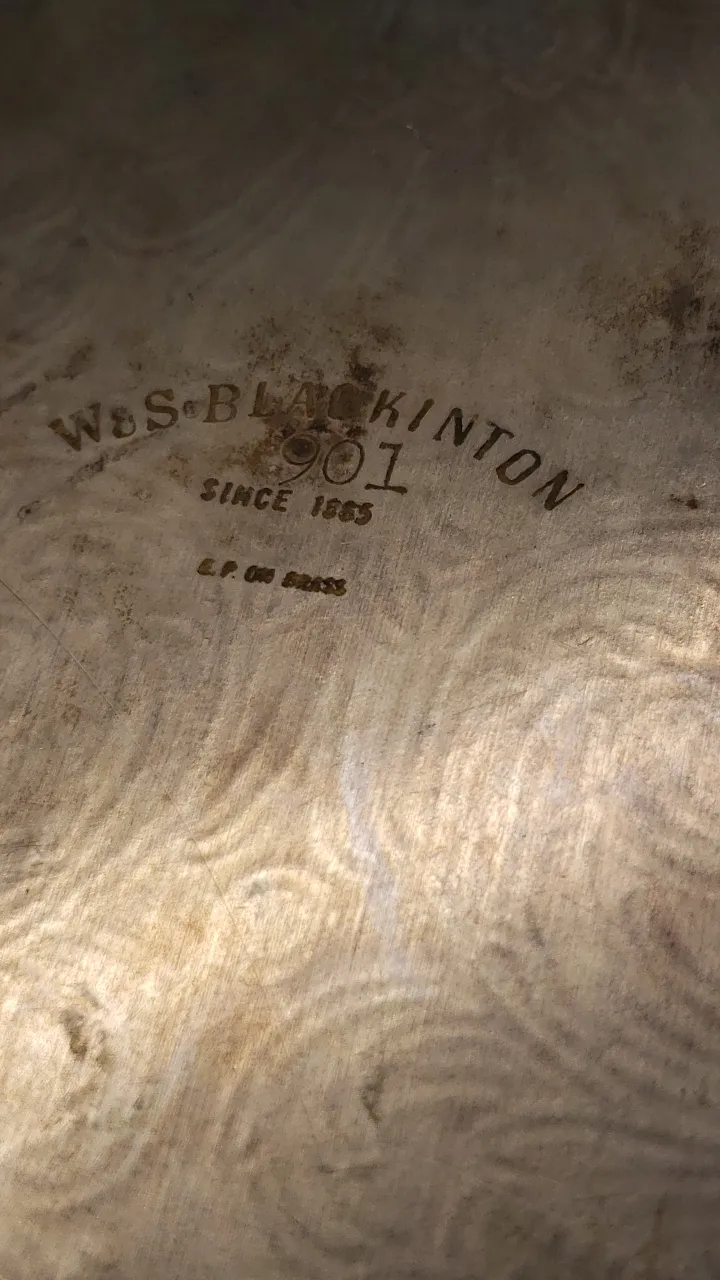 W&S·BLACKINTON
901
SINCE 1865
E.P. ON BRASS